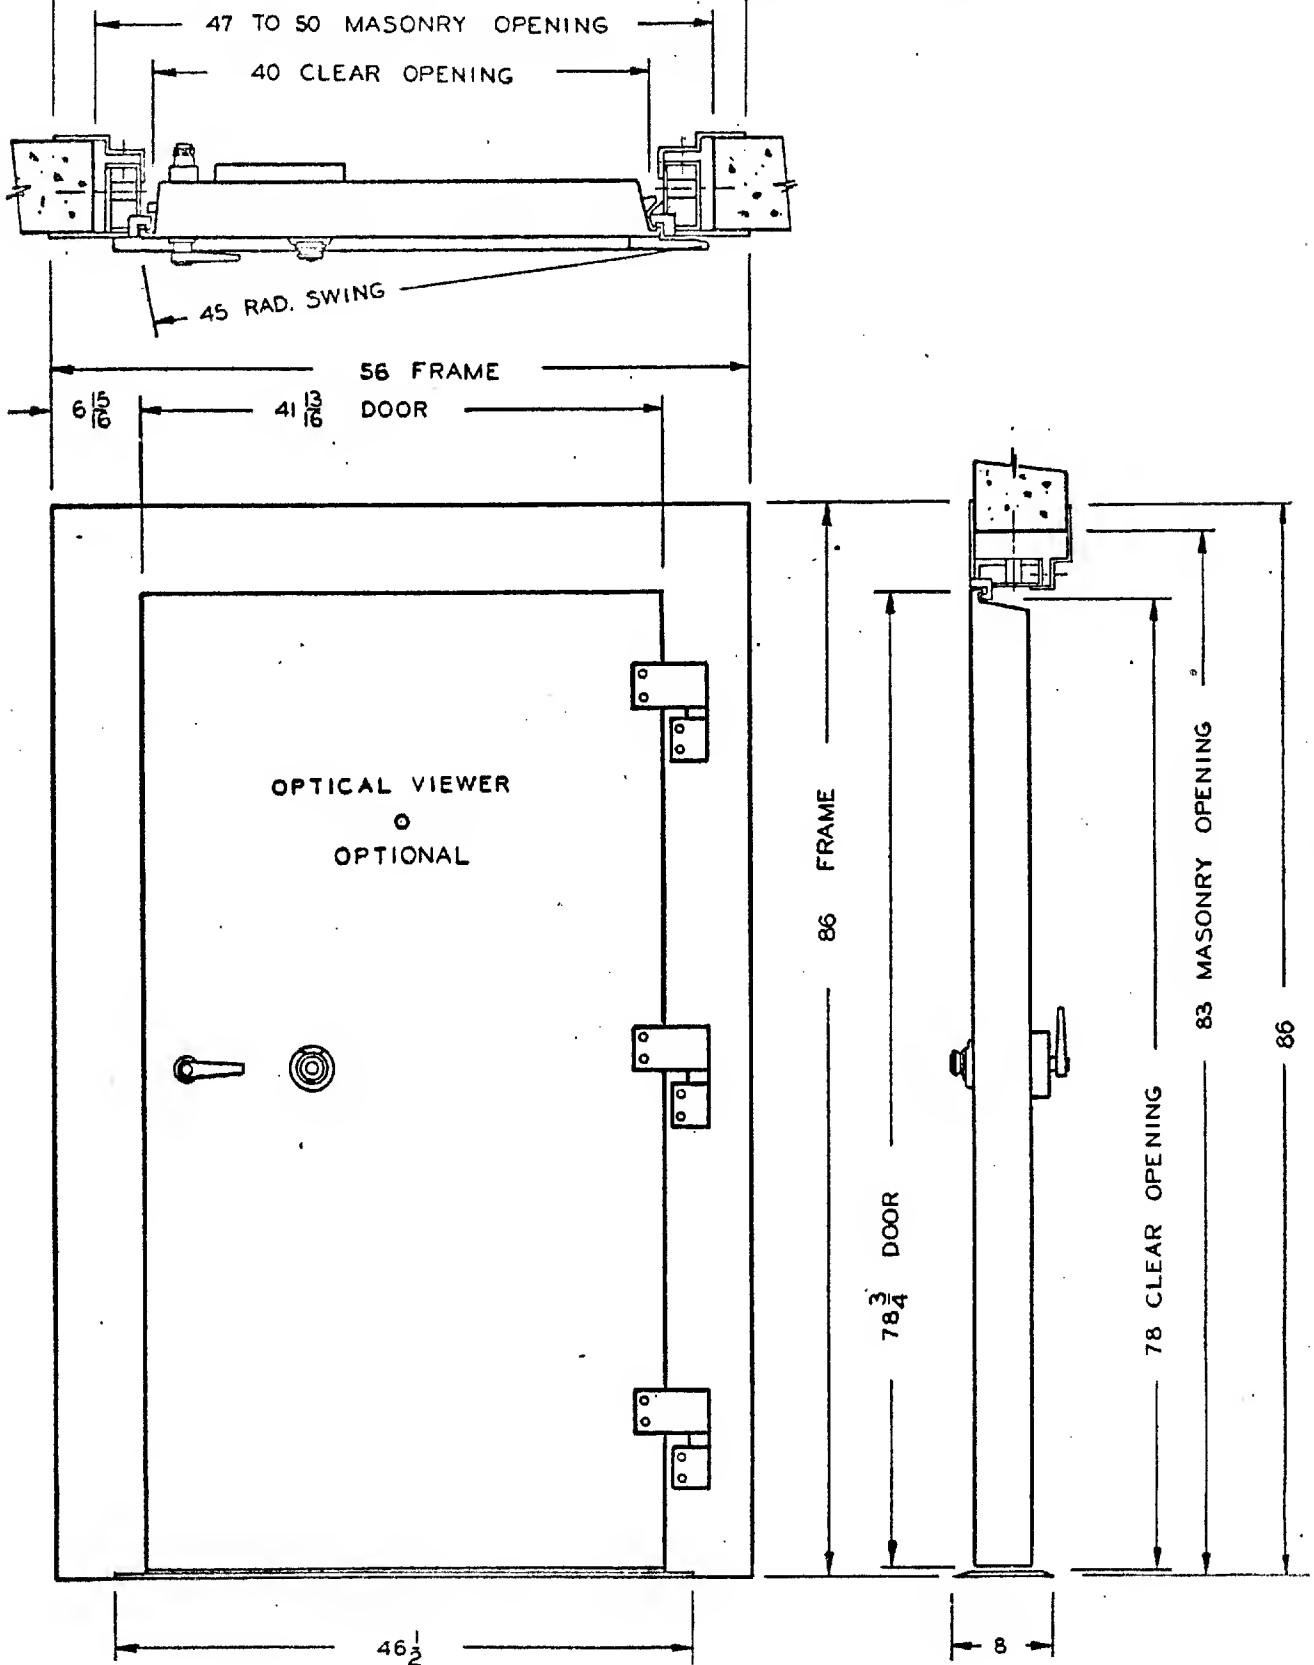 47 TO 50 MASONRY OPENING
40 CLEAR OPENING
45 RAD. SWING
56 FRAME
6 15/16
41 13/16 DOOR
OPTICAL VIEWER
OPTIONAL
86 FRAME
78 3/4 DOOR
78 CLEAR OPENING
83 MASONRY OPENING
86
46 1/2
8